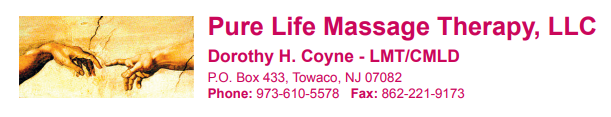 Pure Life Massage Therapy, LLC
Dorothy H. Coyne - LMT/CMLD
P.O. Box 433, Towaco, NJ 07082
Phone: 973-610-5578 Fax: 862-221-9173